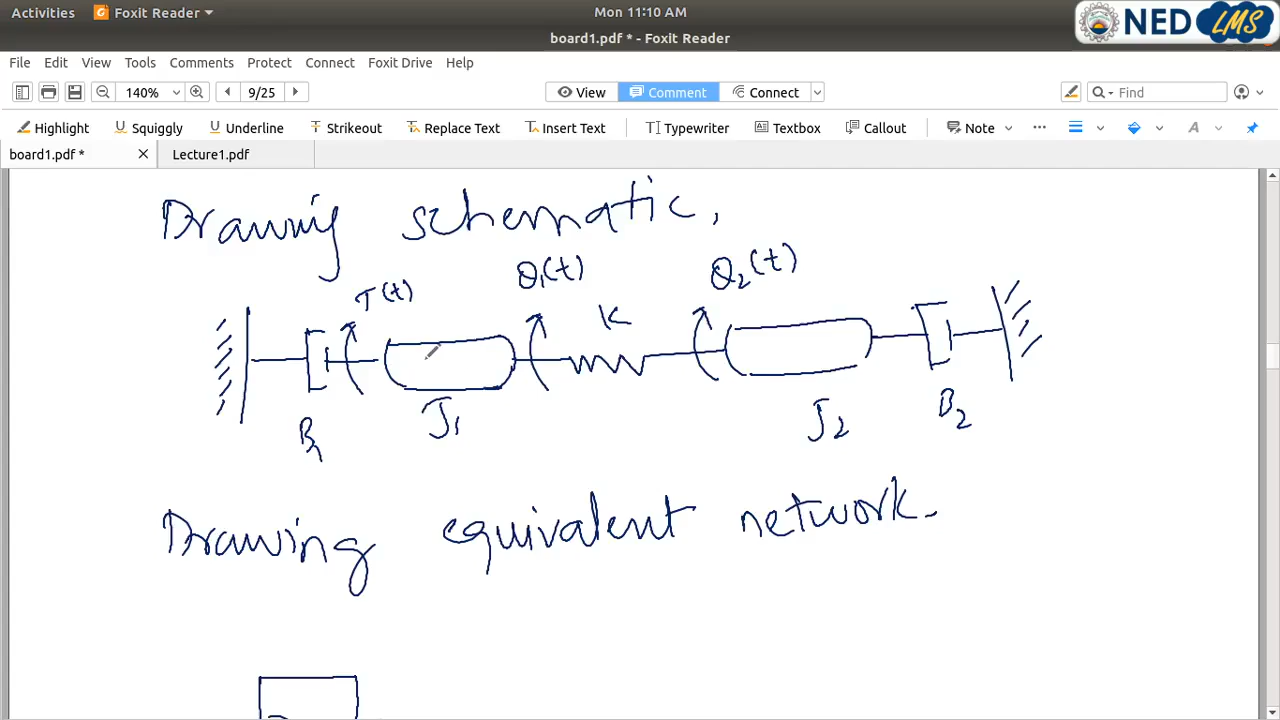 Activities Foxit Reader Mon 11:10 AM
NED LMS
board1.pdf * - Foxit Reader
File Edit View Tools Comments Protect Connect Foxit Drive Help
140% 9/25 View Comment Connect Find
Highlight Squiggly Underline Strikeout Replace Text Insert Text Typewriter Textbox Callout Note
board1.pdf * Lecture1.pdf
Drawing schematic.
T(t) θ1(t) K θ2(t)
B1 J1 J2 B2
Drawing equivalent network.